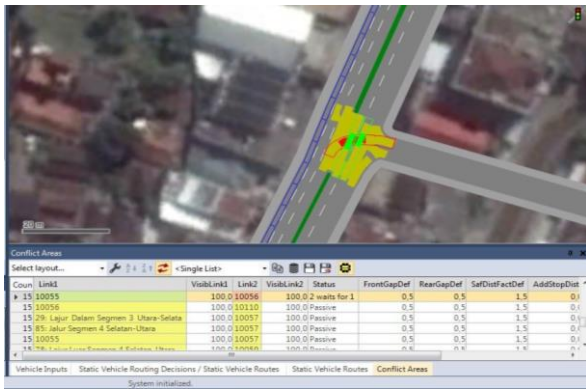 20 m
Conflict Areas
Select layout... <Single List>
Coun Link1 VisibLink1 Link2 VisibLink2 Status FrontGapDef RearGapDef SafDistFactDef AddStopDist
15 10055 100,0 10056 100,0 2 waits for 1 0,5 0,5 1,5 0,
15 10056 100,0 10110 100,0 Passive 0,5 0,5 1,5 0,
15 29: Lajur Dalam Segmen 3 Utara-Selata 100,0 10057 100,0 Passive 0,5 0,5 1,5 0,
15 85: Jalur Segmen 4 Selatan-Utara 100,0 10057 100,0 Passive 0,5 0,5 1,5 0,
15 10055 100,0 10057 100,0 Passive 0,5 0,5 1,5 0,
Vehicle Inputs Static Vehicle Routing Decisions / Static Vehicle Routes Static Vehicle Routes Conflict Areas
System initialized.